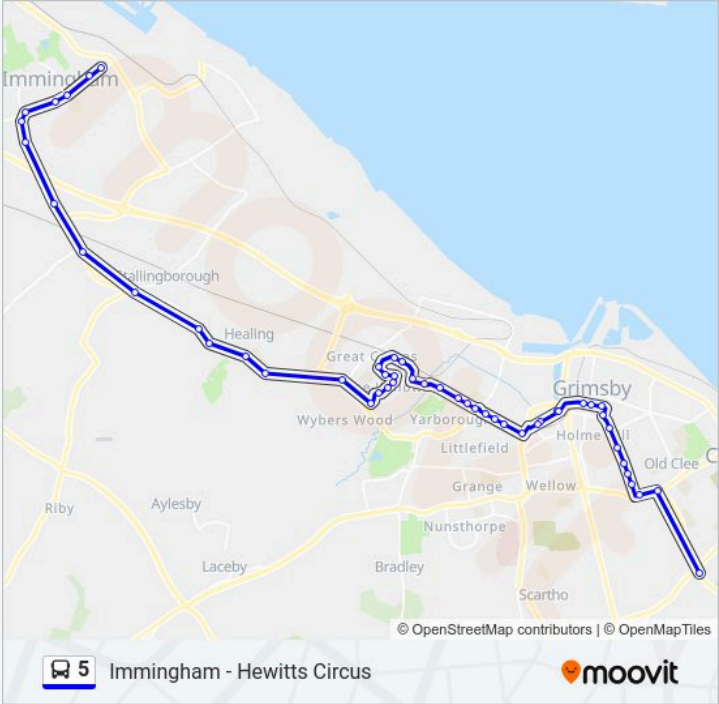 Immingham
Stallingborough
Healing
Great Coates
Wybers Wood
Yarborough
Grimsby
Holme Hill
Littlefield
Old Clee
Grange
Wellow
Riby
Aylesby
Nunsthorpe
Laceby
Bradley
Scartho
© OpenStreetMap contributors | © OpenMapTiles
5 Immingham - Hewitts Circus
moovit